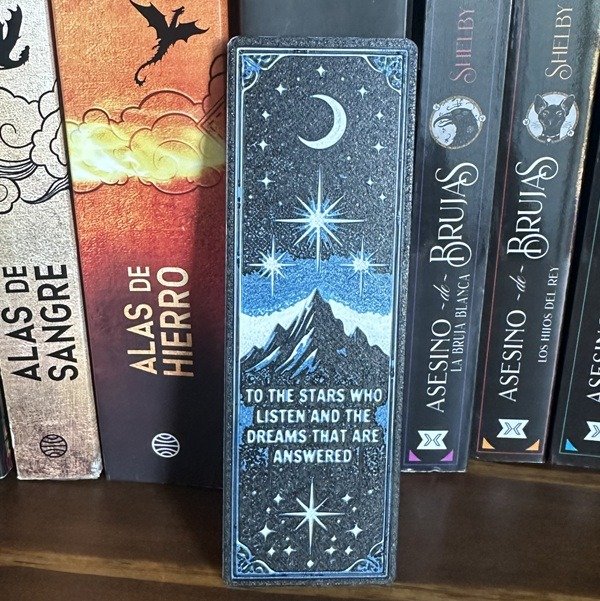 ALAS DE
SANGRE
ALAS DE
HIERRO
TO THE STARS WHO
LISTEN AND THE
DREAMS THAT ARE
ANSWERED
SHELBY
ASESINO de BRUJAS
LA BRUJA BLANCA
SHELBY
ASESINO de BRUJAS
LOS HIJOS DEL REY